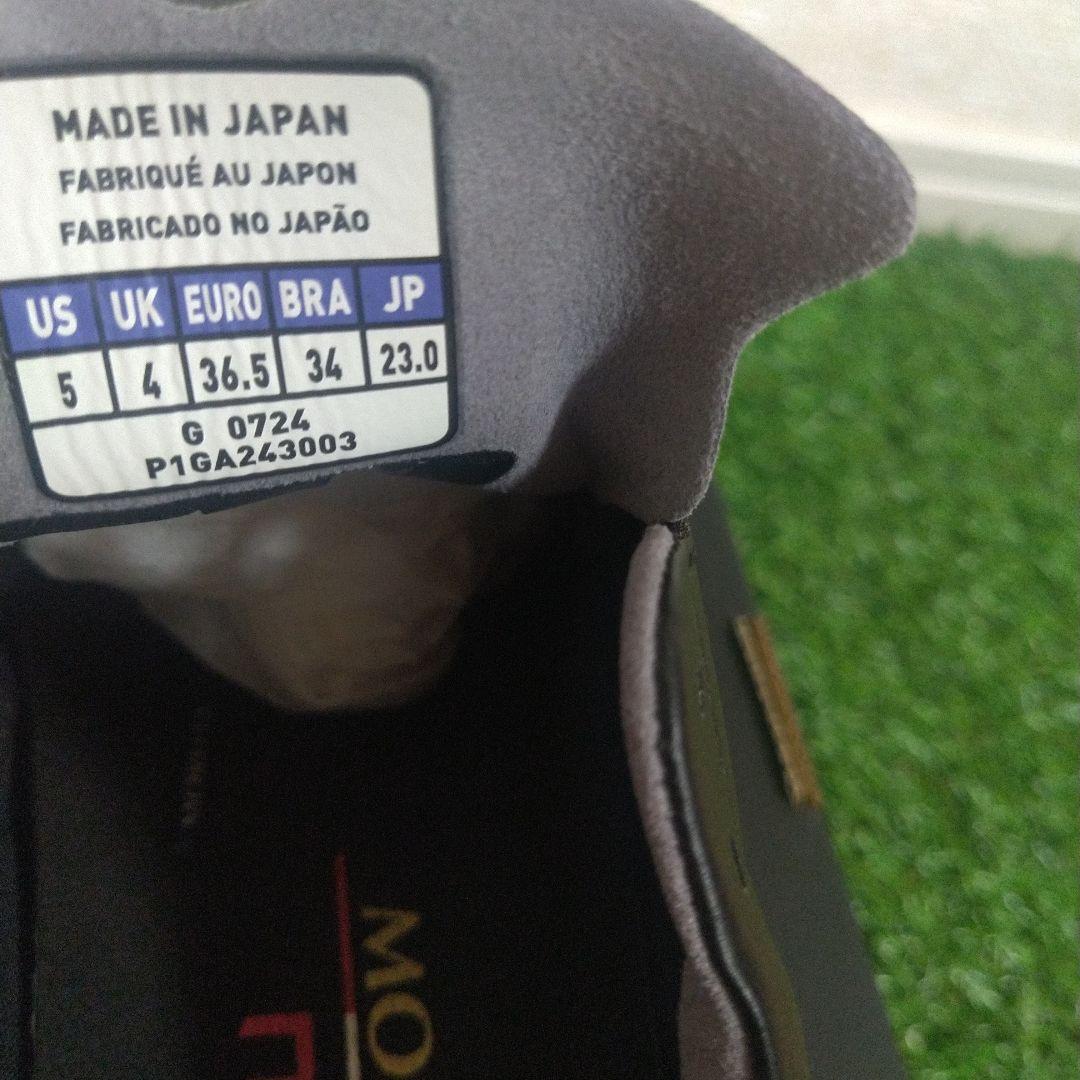 MADE IN JAPAN
FABRIQUÉ AU JAPON
FABRICADO NO JAPÃO
US UK EURO BRA JP
5 4 36.5 34 23.0
G 0724
P1GA243003
MO